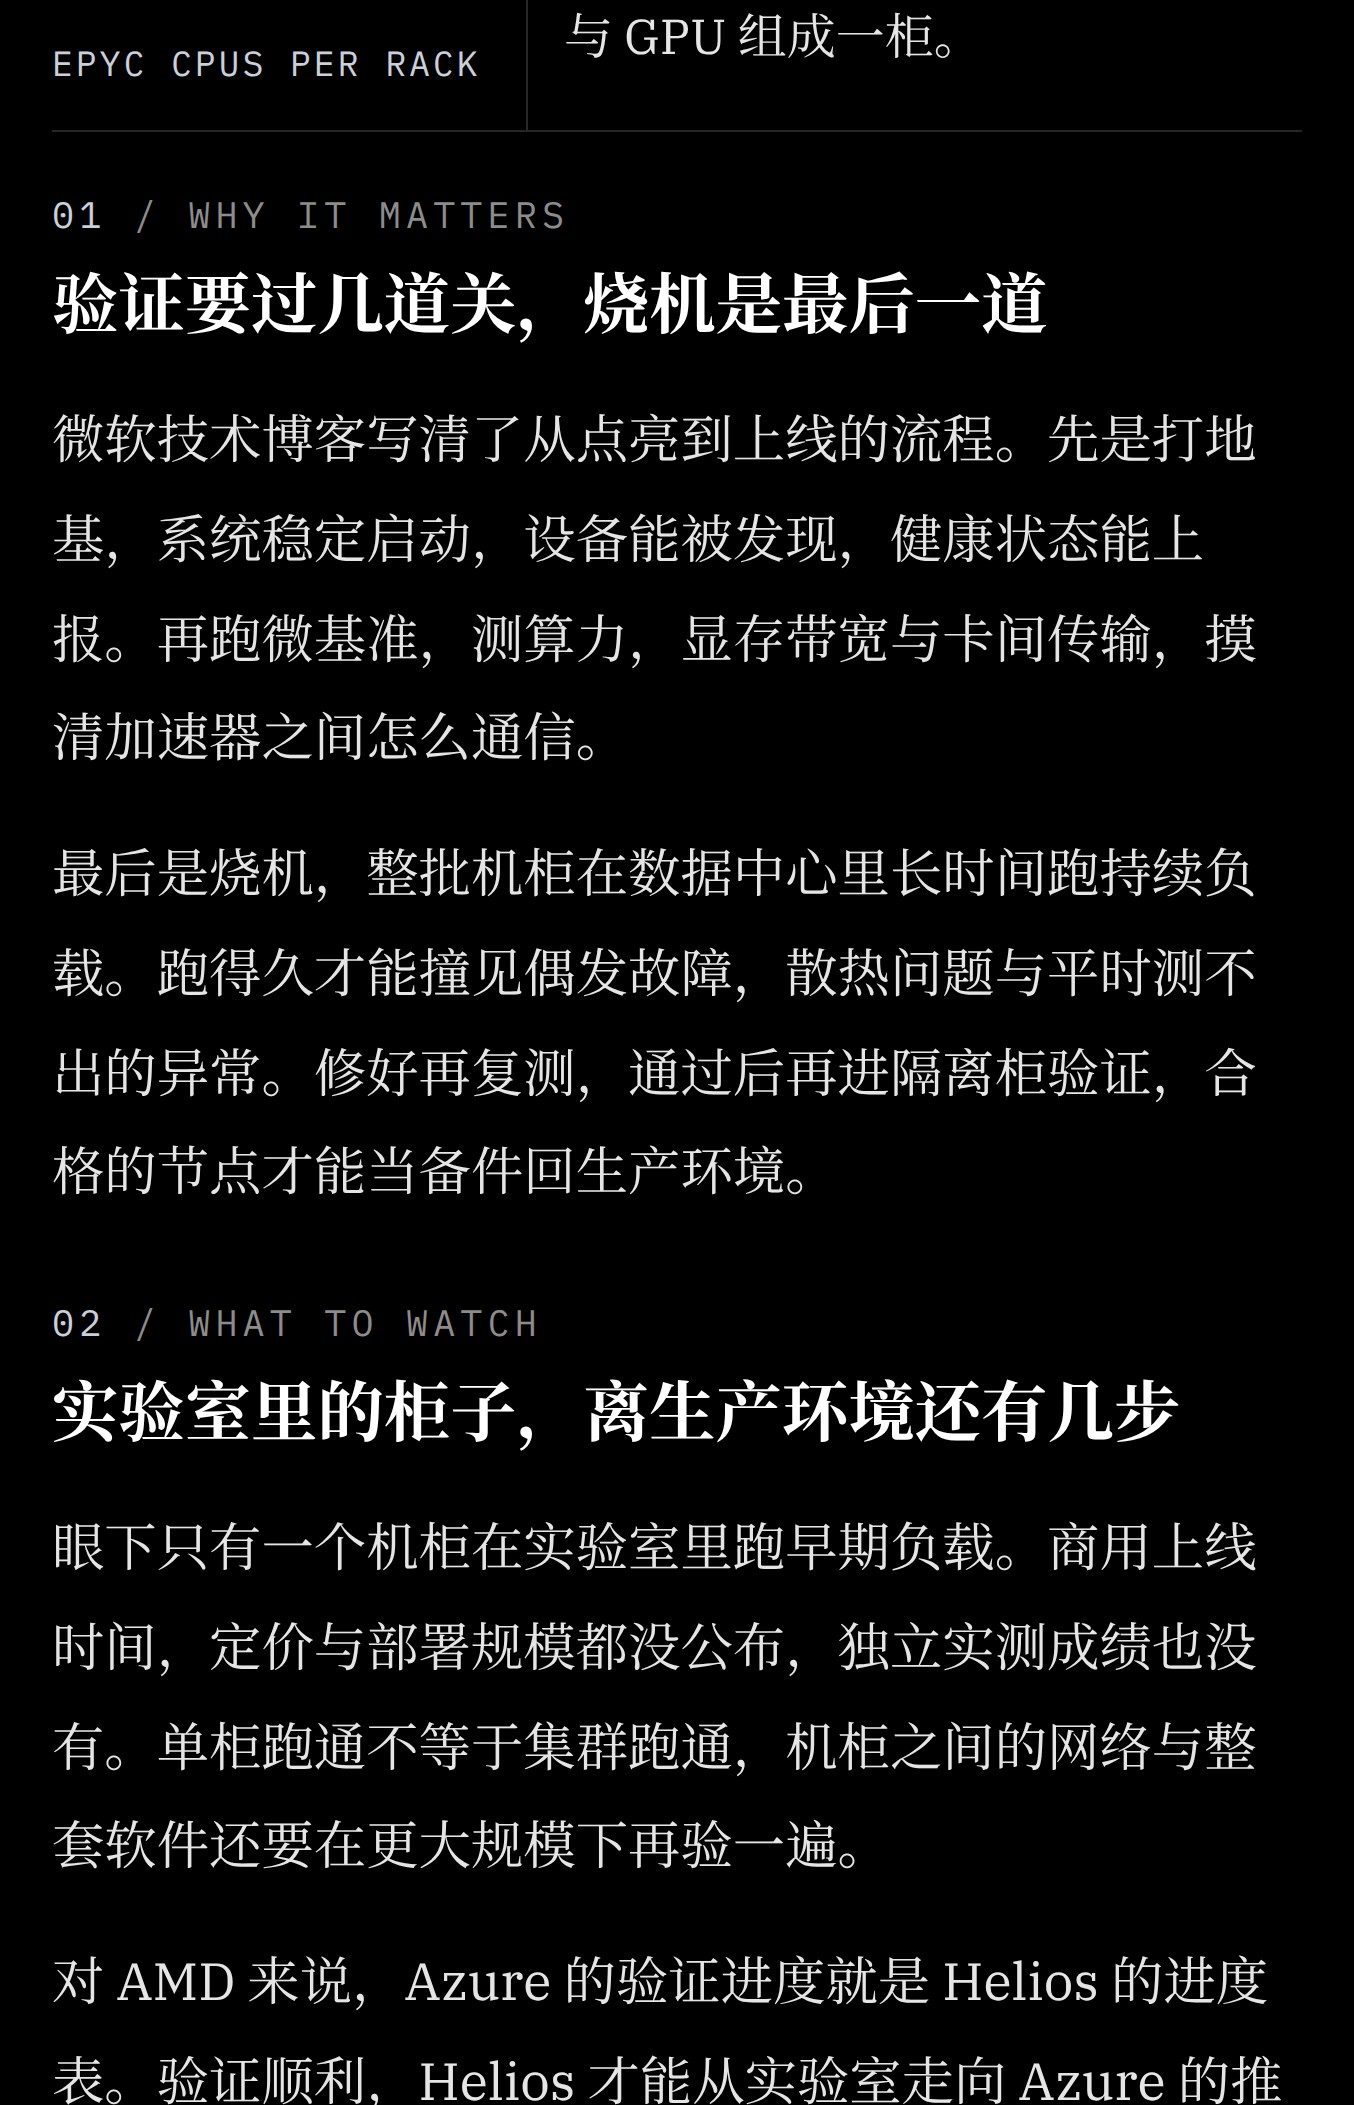 与 GPU 组成一柜。
EPYC CPUS PER RACK
01 / WHY IT MATTERS
验证要过几道关，烧机是最后一道
微软技术博客写清了从点亮到上线的流程。先是打地
基，系统稳定启动，设备能被发现，健康状态能上
报。再跑微基准，测算力，显存带宽与卡间传输，摸
清加速器之间怎么通信。
最后是烧机，整批机柜在数据中心里长时间跑持续负
载。跑得久才能撞见偶发故障，散热问题与平时测不
出的异常。修好再复测，通过后再进隔离柜验证，合
格的节点才能当备件回生产环境。
02 / WHAT TO WATCH
实验室里的柜子，离生产环境还有几步
眼下只有一个机柜在实验室里跑早期负载。商用上线
时间，定价与部署规模都没公布，独立实测成绩也没
有。单柜跑通不等于集群跑通，机柜之间的网络与整
套软件还要在更大规模下再验一遍。
对 AMD 来说，Azure 的验证进度就是 Helios 的进度
表。验证顺利，Helios 才能从实验室走向 Azure 的推